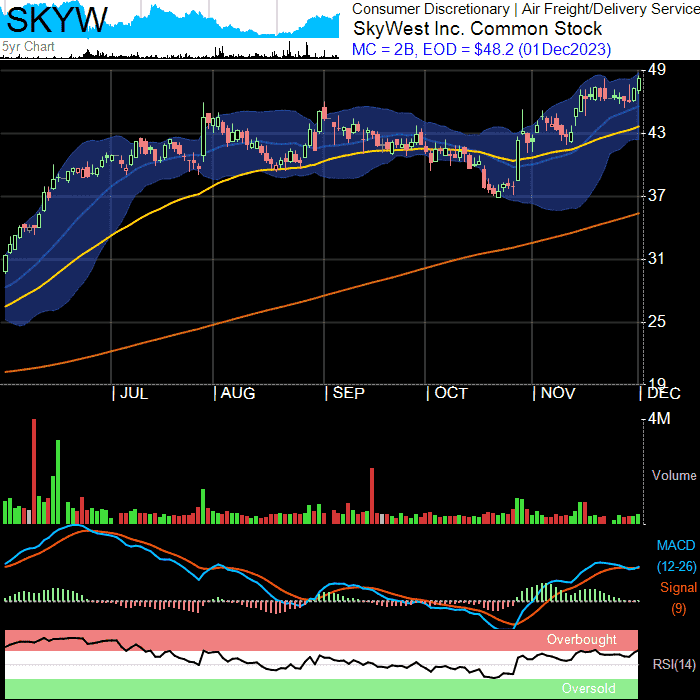 SKYW
5yr Chart
Consumer Discretionary | Air Freight/Delivery Service
SkyWest Inc. Common Stock
MC = 2B, EOD = $48.2 (01Dec2023)
49
43
37
31
25
19
| JUL | AUG | SEP | OCT | NOV | DEC
4M
Volume
MACD
(12-26)
Signal
(9)
Overbought
RSI(14)
Oversold